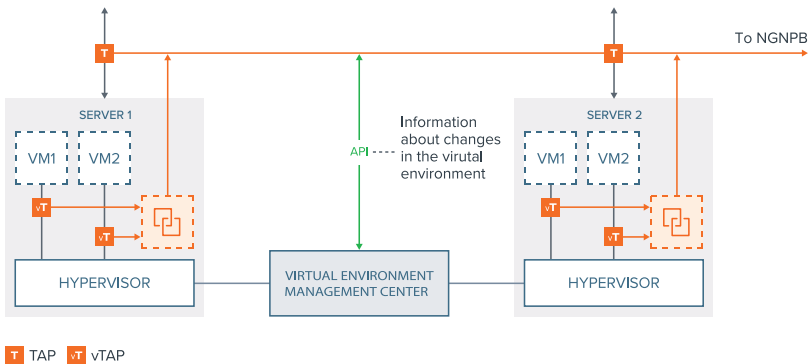 To NGNPB
T
T
SERVER 1
VM1
VM2
vT
vT
HYPERVISOR
API
Information
about changes
in the virutal
environment
VIRTUAL ENVIRONMENT
MANAGEMENT CENTER
SERVER 2
VM1
VM2
vT
vT
HYPERVISOR
T TAP vT vTAP